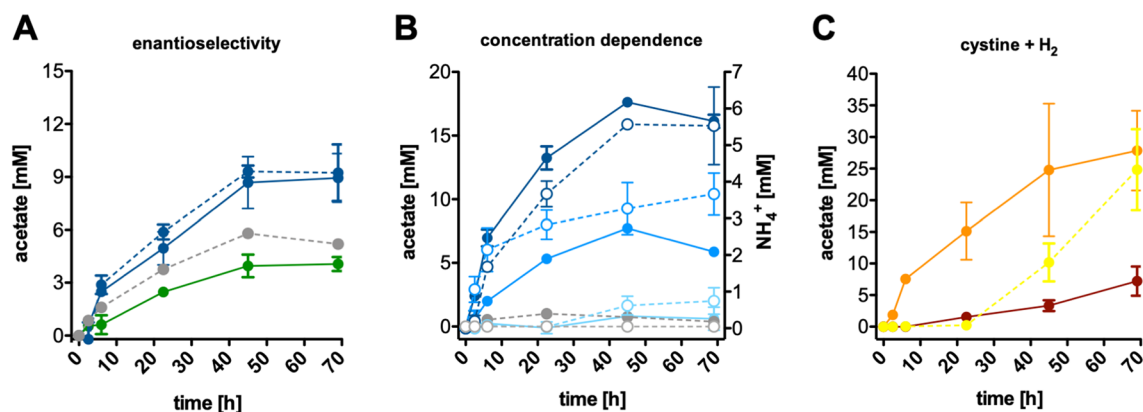 A
enantioselectivity
acetate [mM]
15
12
9
6
3
0
0 10 20 30 40 50 60 70
time [h]
B
concentration dependence
acetate [mM]
20
15
10
5
0
NH₄⁺ [mM]
7
6
5
4
3
2
1
0
0 10 20 30 40 50 60 70
time [h]
C
cystine + H₂
acetate [mM]
40
35
30
25
20
15
10
5
0
0 10 20 30 40 50 60 70
time [h]